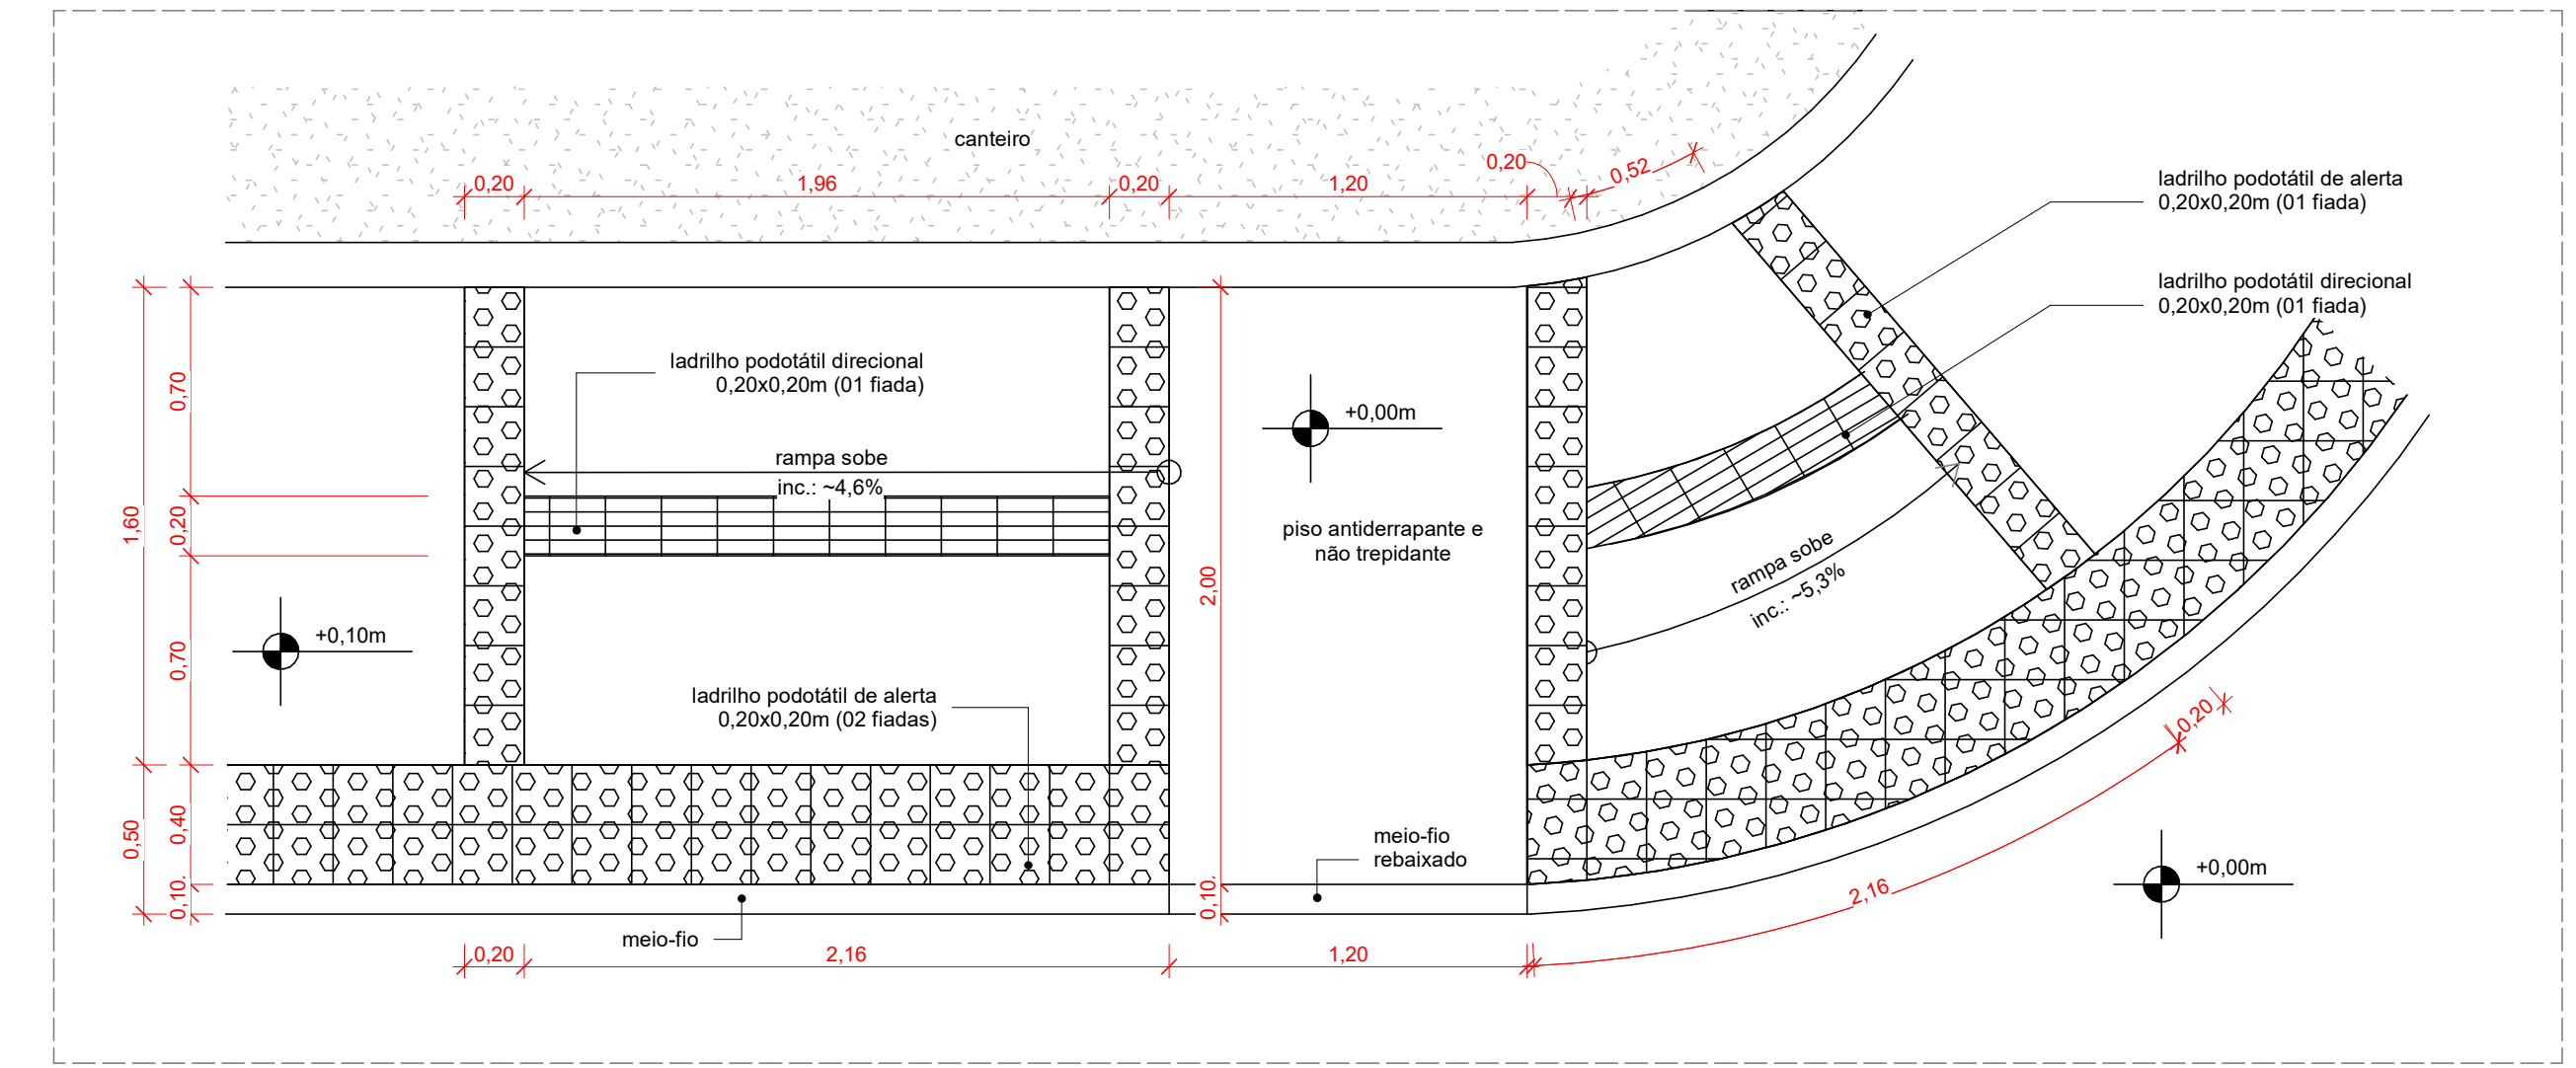 canteiro
0,20
1,96
0,20
1,20
0,20
0,52
ladrilho podotátil de alerta
0,20x0,20m (01 fiada)
ladrilho podotátil direcional
0,20x0,20m (01 fiada)
ladrilho podotátil direcional
0,20x0,20m (01 fiada)
0,70
+0,00m
rampa sobe
inc.: ~4,6%
1,60
0,20
piso antiderrapante e
não trepidante
2,00
rampa sobe
inc.: ~5,3%
+0,10m
0,70
ladrilho podotátil de alerta
0,20x0,20m (02 fiadas)
0,20
0,50
0,40
meio-fio
rebaixado
+0,00m
2,16
0,10
0,10
meio-fio
0,20
2,16
1,20